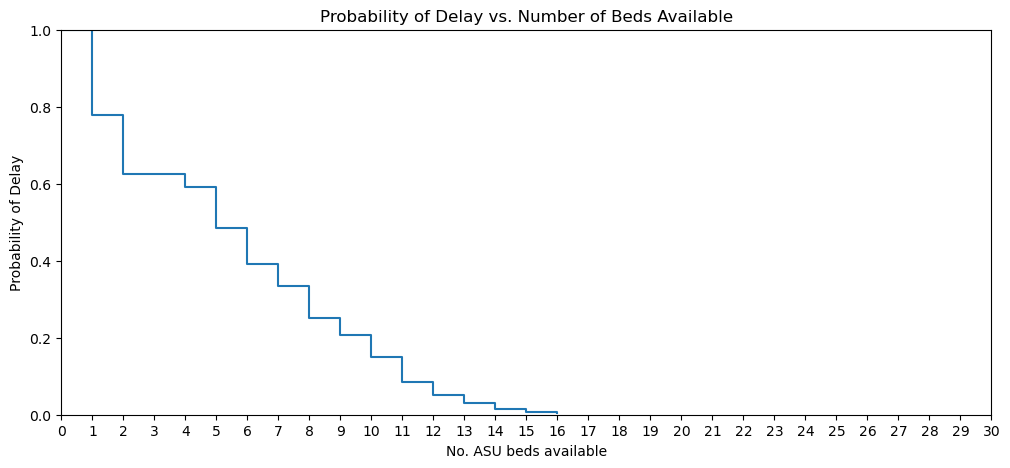 Probability of Delay vs. Number of Beds Available
Probability of Delay
1.0
0.8
0.6
0.4
0.2
0.0
0 1 2 3 4 5 6 7 8 9 10 11 12 13 14 15 16 17 18 19 20 21 22 23 24 25 26 27 28 29 30
No. ASU beds available